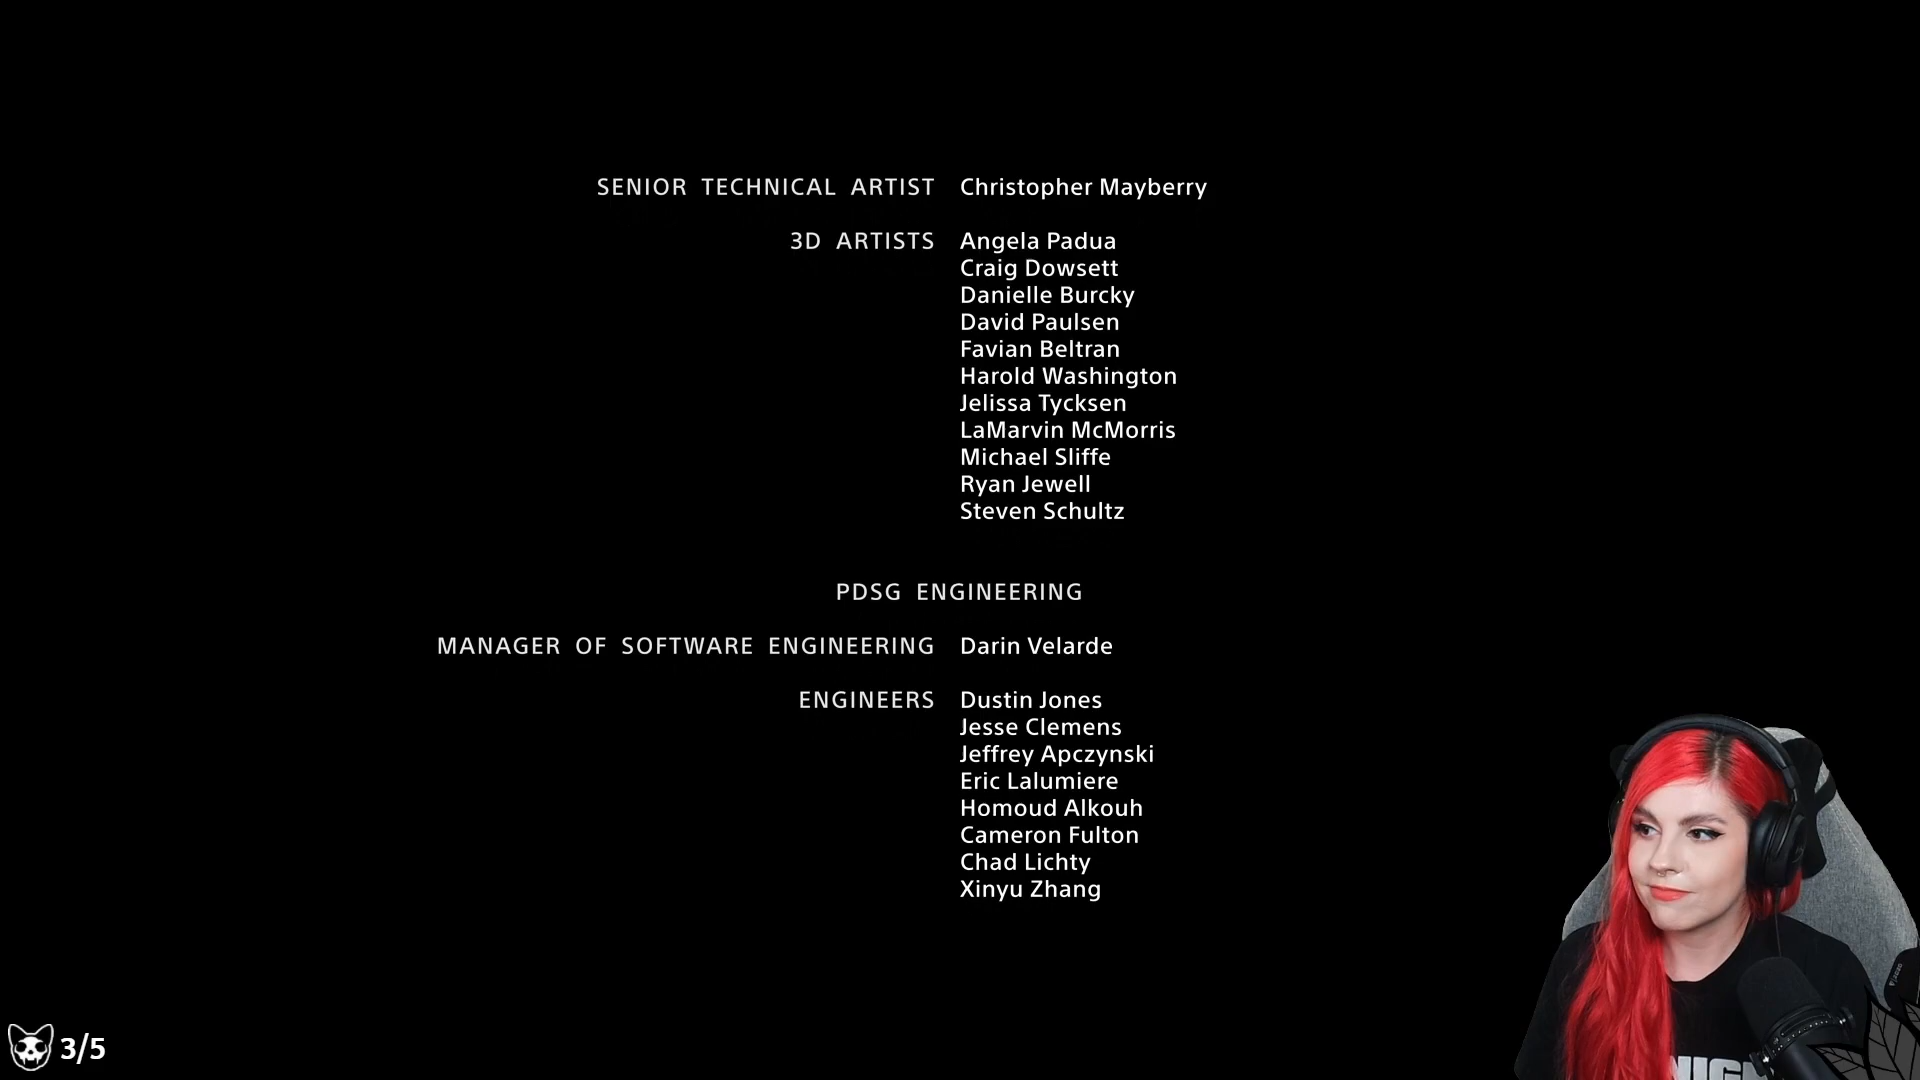 SENIOR TECHNICAL ARTIST Christopher Mayberry
3D ARTISTS Angela Padua
Craig Dowsett
Danielle Burcky
David Paulsen
Favian Beltran
Harold Washington
Jelissa Tycksen
LaMarvin McMorris
Michael Sliffe
Ryan Jewell
Steven Schultz
PDSG ENGINEERING
MANAGER OF SOFTWARE ENGINEERING Darin Velarde
ENGINEERS Dustin Jones
Jesse Clemens
Jeffrey Apczynski
Eric Lalumiere
Homoud Alkouh
Cameron Fulton
Chad Lichty
Xinyu Zhang
3/5